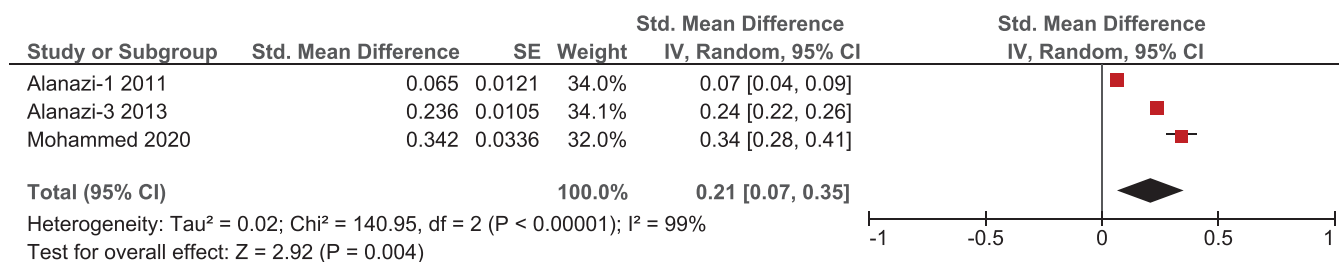 Std. Mean Difference Std. Mean Difference
Study or Subgroup Std. Mean Difference SE Weight IV, Random, 95% CI IV, Random, 95% CI
Alanazi-1 2011 0.065 0.0121 34.0% 0.07 [0.04, 0.09]
Alanazi-3 2013 0.236 0.0105 34.1% 0.24 [0.22, 0.26]
Mohammed 2020 0.342 0.0336 32.0% 0.34 [0.28, 0.41]
Total (95% CI) 100.0% 0.21 [0.07, 0.35]
Heterogeneity: Tau² = 0.02; Chi² = 140.95, df = 2 (P < 0.00001); I² = 99%
Test for overall effect: Z = 2.92 (P = 0.004)
-1 -0.5 0 0.5 1